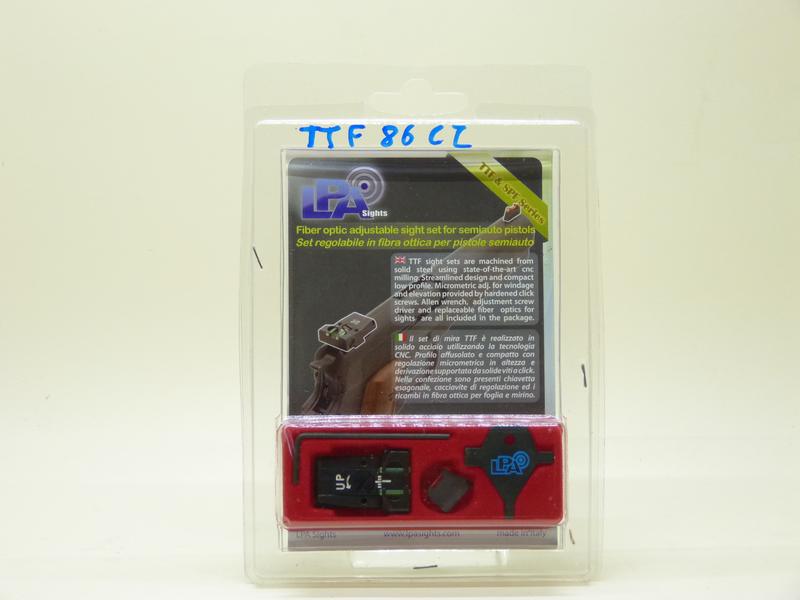 TTF 86 CZ
TTF & SPL Series
LPA
Sights
Fiber optic adjustable sight set for semiauto pistols
Set regolabile in fibra ottica per pistole semiauto
TTF sight sets are machined from
solid steel using state-of-the-art cnc
milling. Streamlined design and compact
low profile. Micrometric adj. for windage
and elevation provided by hardened click
screws. Allen wrench, adjustment screw
driver and replaceable fiber optics for
sights are all included in the package.
Il set di mira TTF è realizzato in
solido acciaio utilizzando la tecnologia
CNC. Profilo affusolato e compatto con
regolazione micrometrica in altezza e
derivazione supportata da solide viti a click.
Nella confezione sono presenti chiavetta
esagonale, cacciavite di regolazione ed i
ricambi in fibra ottica per foglia e mirino.
UP
LPA
LPA Sights www.lpasights.com made in Italy